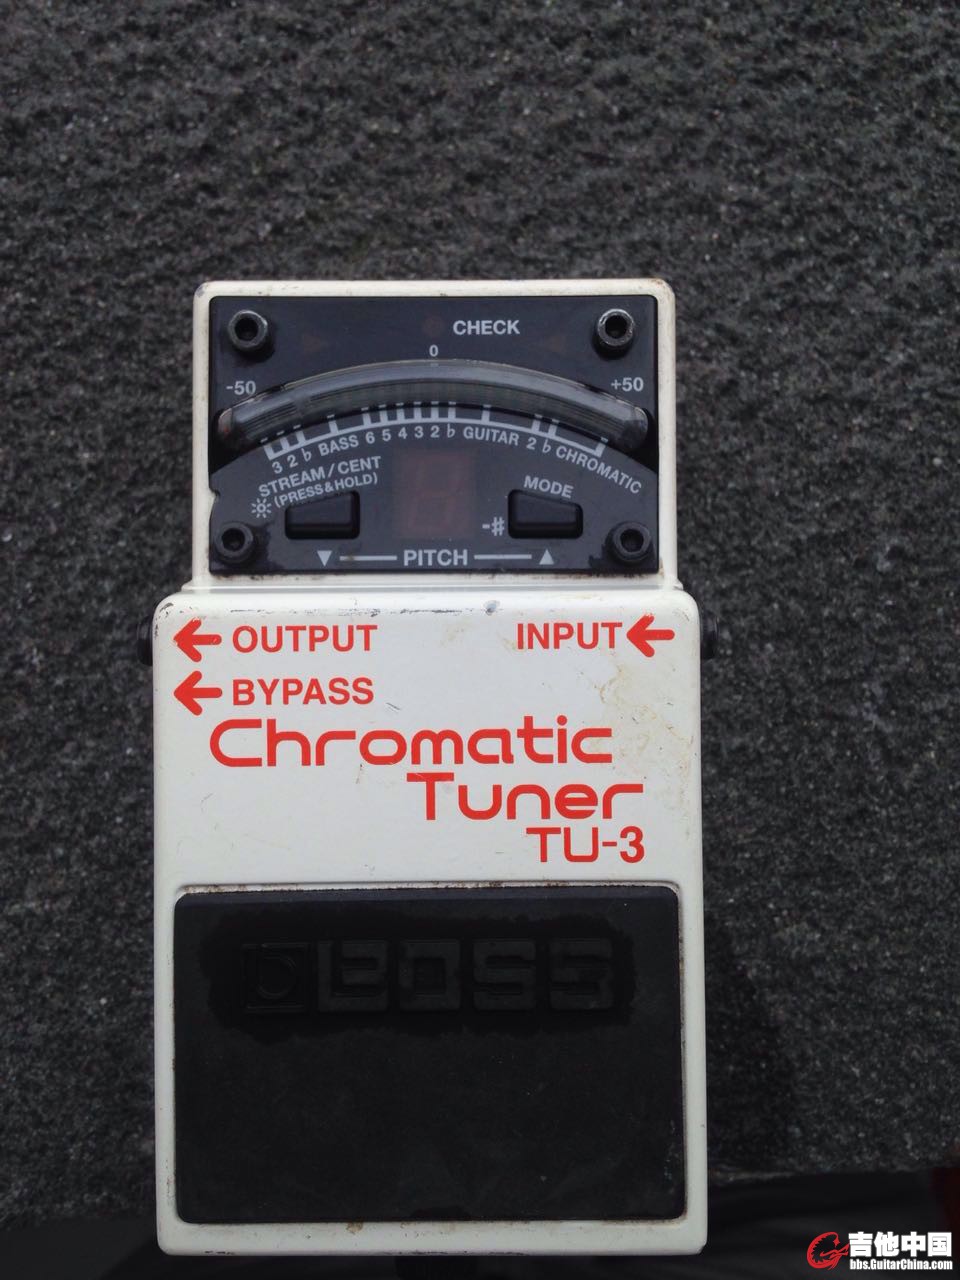 CHECK
0
-50 +50
3 2 ♭ BASS 6 5 4 3 2 ♭ GUITAR 2 ♭ CHROMATIC
STREAM/CENT
(PRESS&HOLD)
MODE
-#
▼ PITCH ▲
← OUTPUT
INPUT ←
← BYPASS
Chromatic
Tuner
TU-3
BOSS
吉他中国
bbs.GuitarChina.com